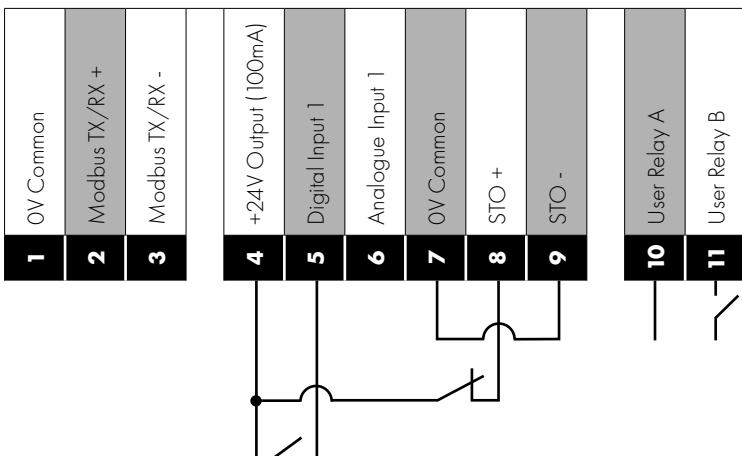 0V Common
Modbus TX/RX +
Modbus TX/RX -
+24V Output (100mA)
Digital Input 1
Analogue Input 1
0V Common
STO +
STO -
User Relay A
User Relay B
1
2
3
4
5
6
7
8
9
10
11